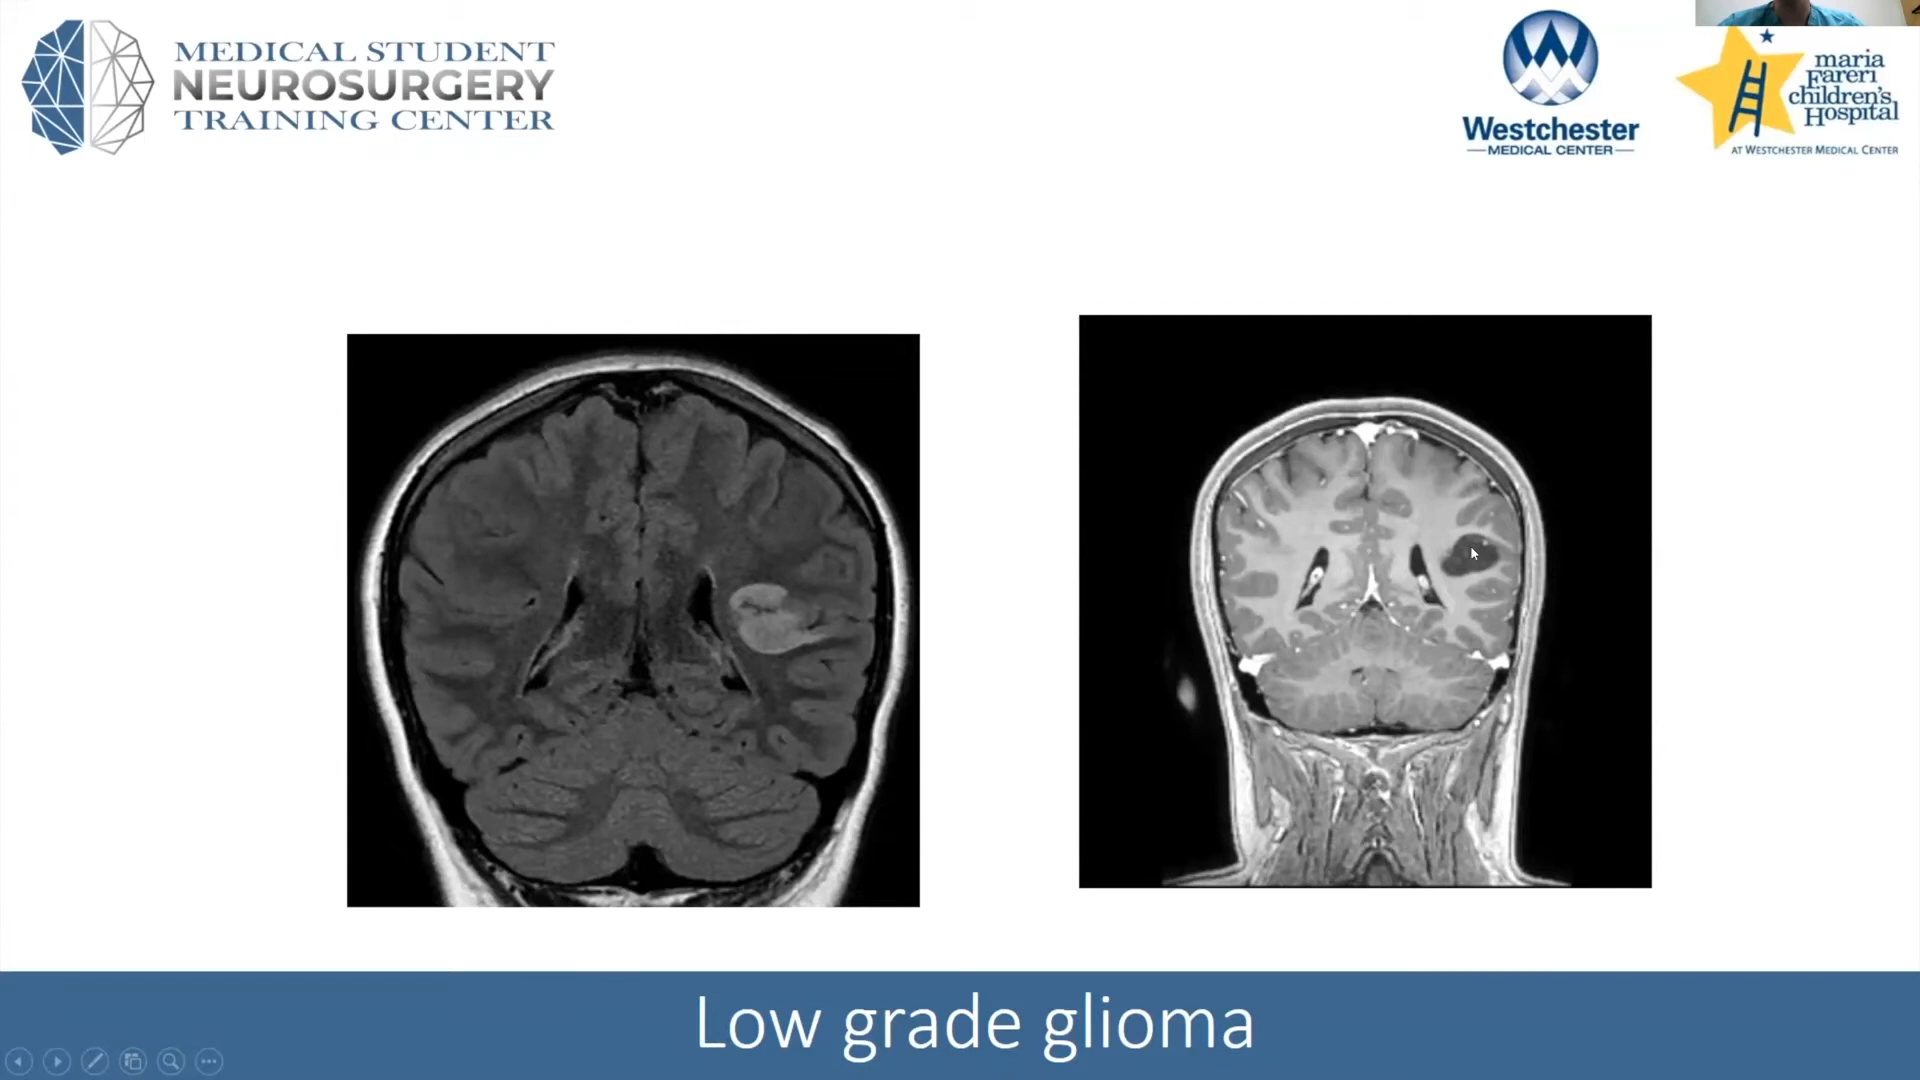 MEDICAL STUDENT
NEUROSURGERY
TRAINING CENTER
Westchester
MEDICAL CENTER
maria
Fareri
children's
Hospital
AT WESTCHESTER MEDICAL CENTER
Low grade glioma